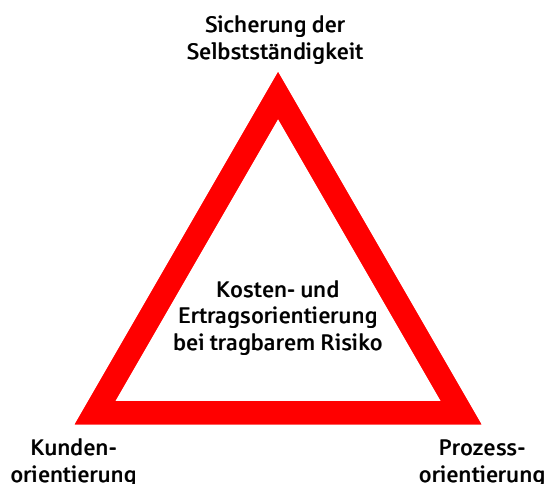 Sicherung der
Selbstständigkeit
Kosten- und
Ertragsorientierung
bei tragbarem Risiko
Kunden-
orientierung
Prozess-
orientierung